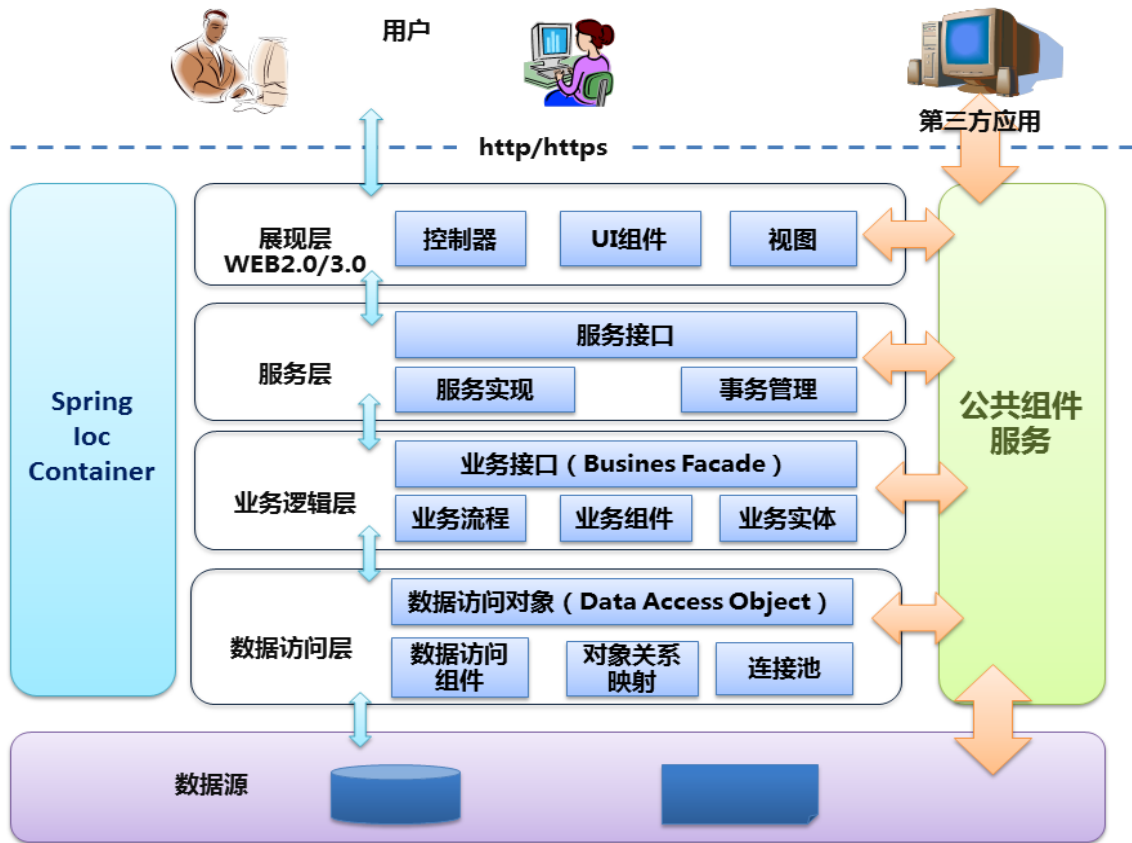 用户
第三方应用
http/https
Spring
Ioc
Container
展现层
WEB2.0/3.0
控制器
UI组件
视图
服务层
服务接口
服务实现
事务管理
业务逻辑层
业务接口（Busines Facade）
业务流程
业务组件
业务实体
数据访问层
数据访问对象（Data Access Object）
数据访问
组件
对象关系
映射
连接池
公共组件
服务
数据源